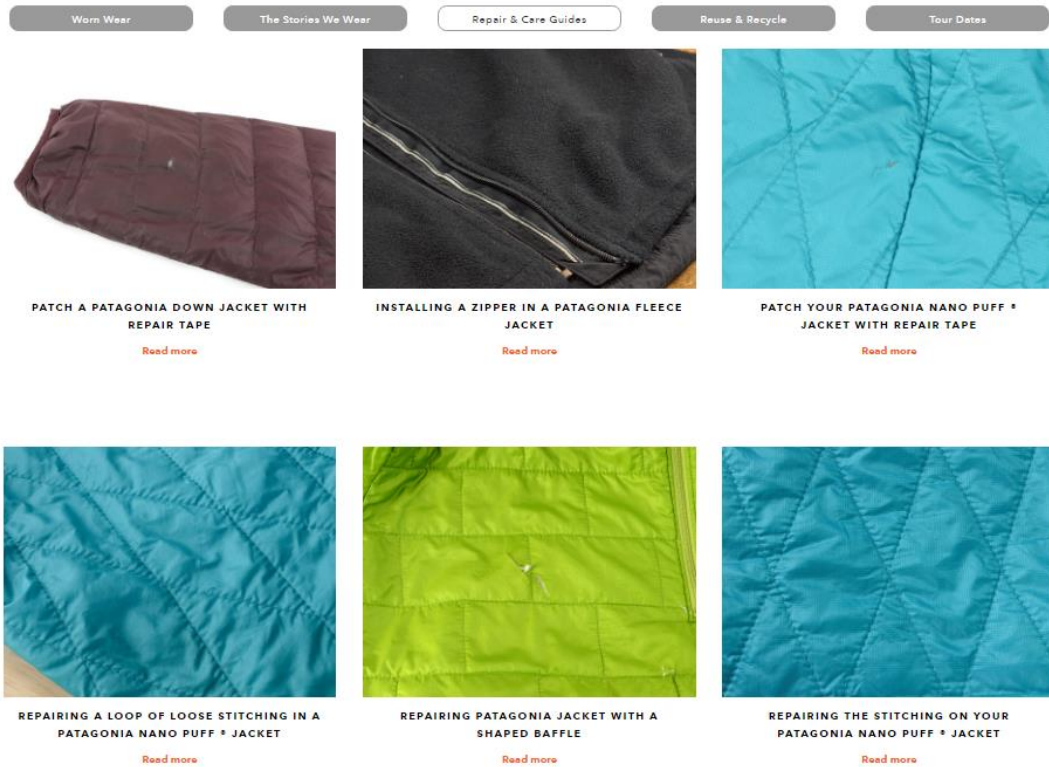 Worn Wear
The Stories We Wear
Repair & Care Guides
Reuse & Recycle
Tour Dates
PATCH A PATAGONIA DOWN JACKET WITH
REPAIR TAPE
Read more
INSTALLING A ZIPPER IN A PATAGONIA FLEECE
JACKET
Read more
PATCH YOUR PATAGONIA NANO PUFF ®
JACKET WITH REPAIR TAPE
Read more
REPAIRING A LOOP OF LOOSE STITCHING IN A
PATAGONIA NANO PUFF ® JACKET
Read more
REPAIRING PATAGONIA JACKET WITH A
SHAPED BAFFLE
Read more
REPAIRING THE STITCHING ON YOUR
PATAGONIA NANO PUFF ® JACKET
Read more